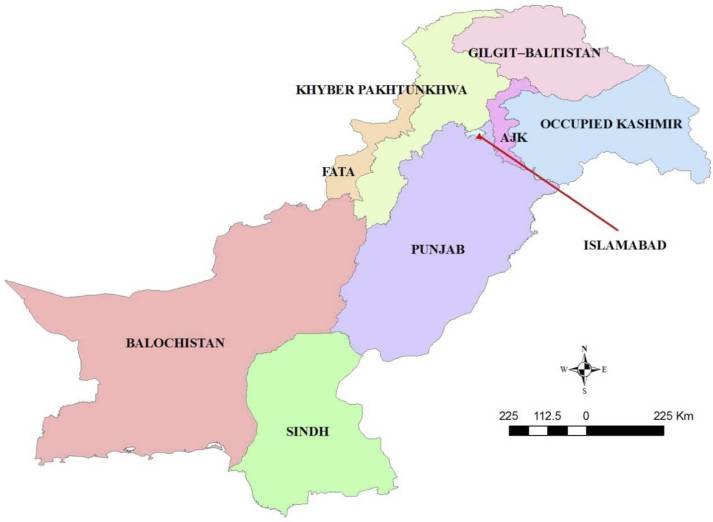 GILGIT–BALTISTAN
KHYBER PAKHTUNKHWA
OCCUPIED KASHMIR
AJK
FATA
ISLAMABAD
PUNJAB
BALOCHISTAN
N
W E
S
225 112.5 0 225 Km
SINDH